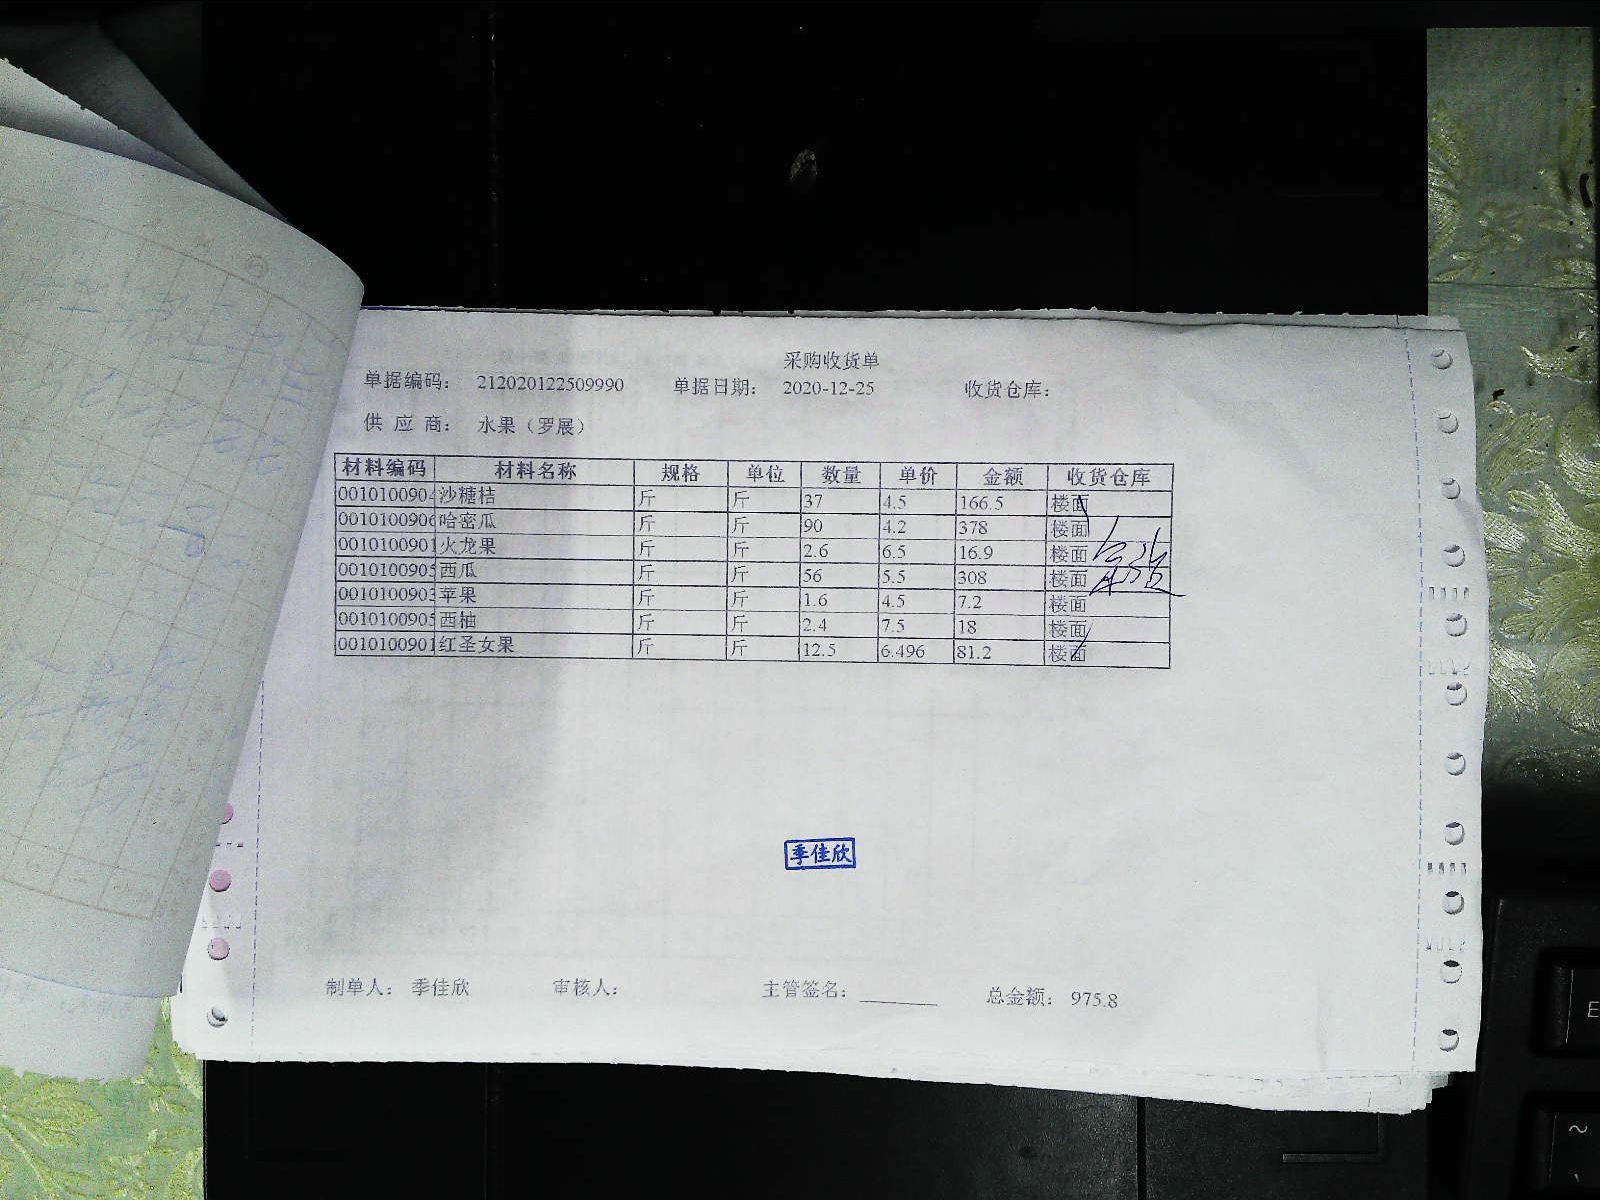 采购收货单
单据编码： 212020122509990 单据日期： 2020-12-25 收货仓库：
供 应 商： 水果（罗展）
材料编码 材料名称 规格 单位 数量 单价 金额 收货仓库
0010100904 沙糖桔 斤 斤 37 4.5 166.5 楼面
0010100906 哈密瓜 斤 斤 90 4.2 378 楼面
0010100901 火龙果 斤 斤 2.6 6.5 16.9 楼面
0010100905 西瓜 斤 斤 56 5.5 308 楼面
0010100903 苹果 斤 斤 1.6 4.5 7.2 楼面
0010100905 西柚 斤 斤 2.4 7.5 18 楼面
0010100901 红圣女果 斤 斤 12.5 6.496 81.2 楼面
季佳欣
制单人： 季佳欣 审核人： 主管签名： 总金额： 975.8